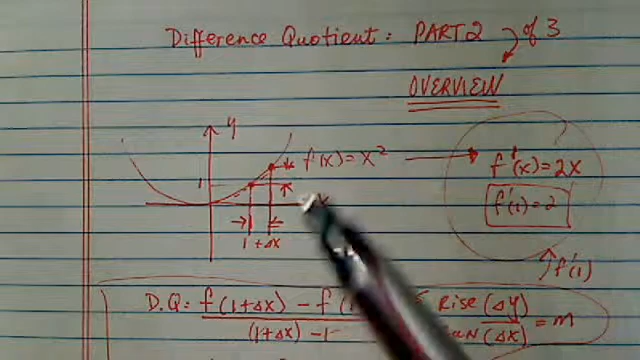 Difference Quotient: PART 2 of 3
OVERVIEW
y
f(x) = x²
f'(x) = 2x
1
f'(1) = 2
x
1 + Δx
f'(1)
D.Q: f(1+Δx) - f( Rise (Δy)
(1+Δx) - 1 (Δx) = m